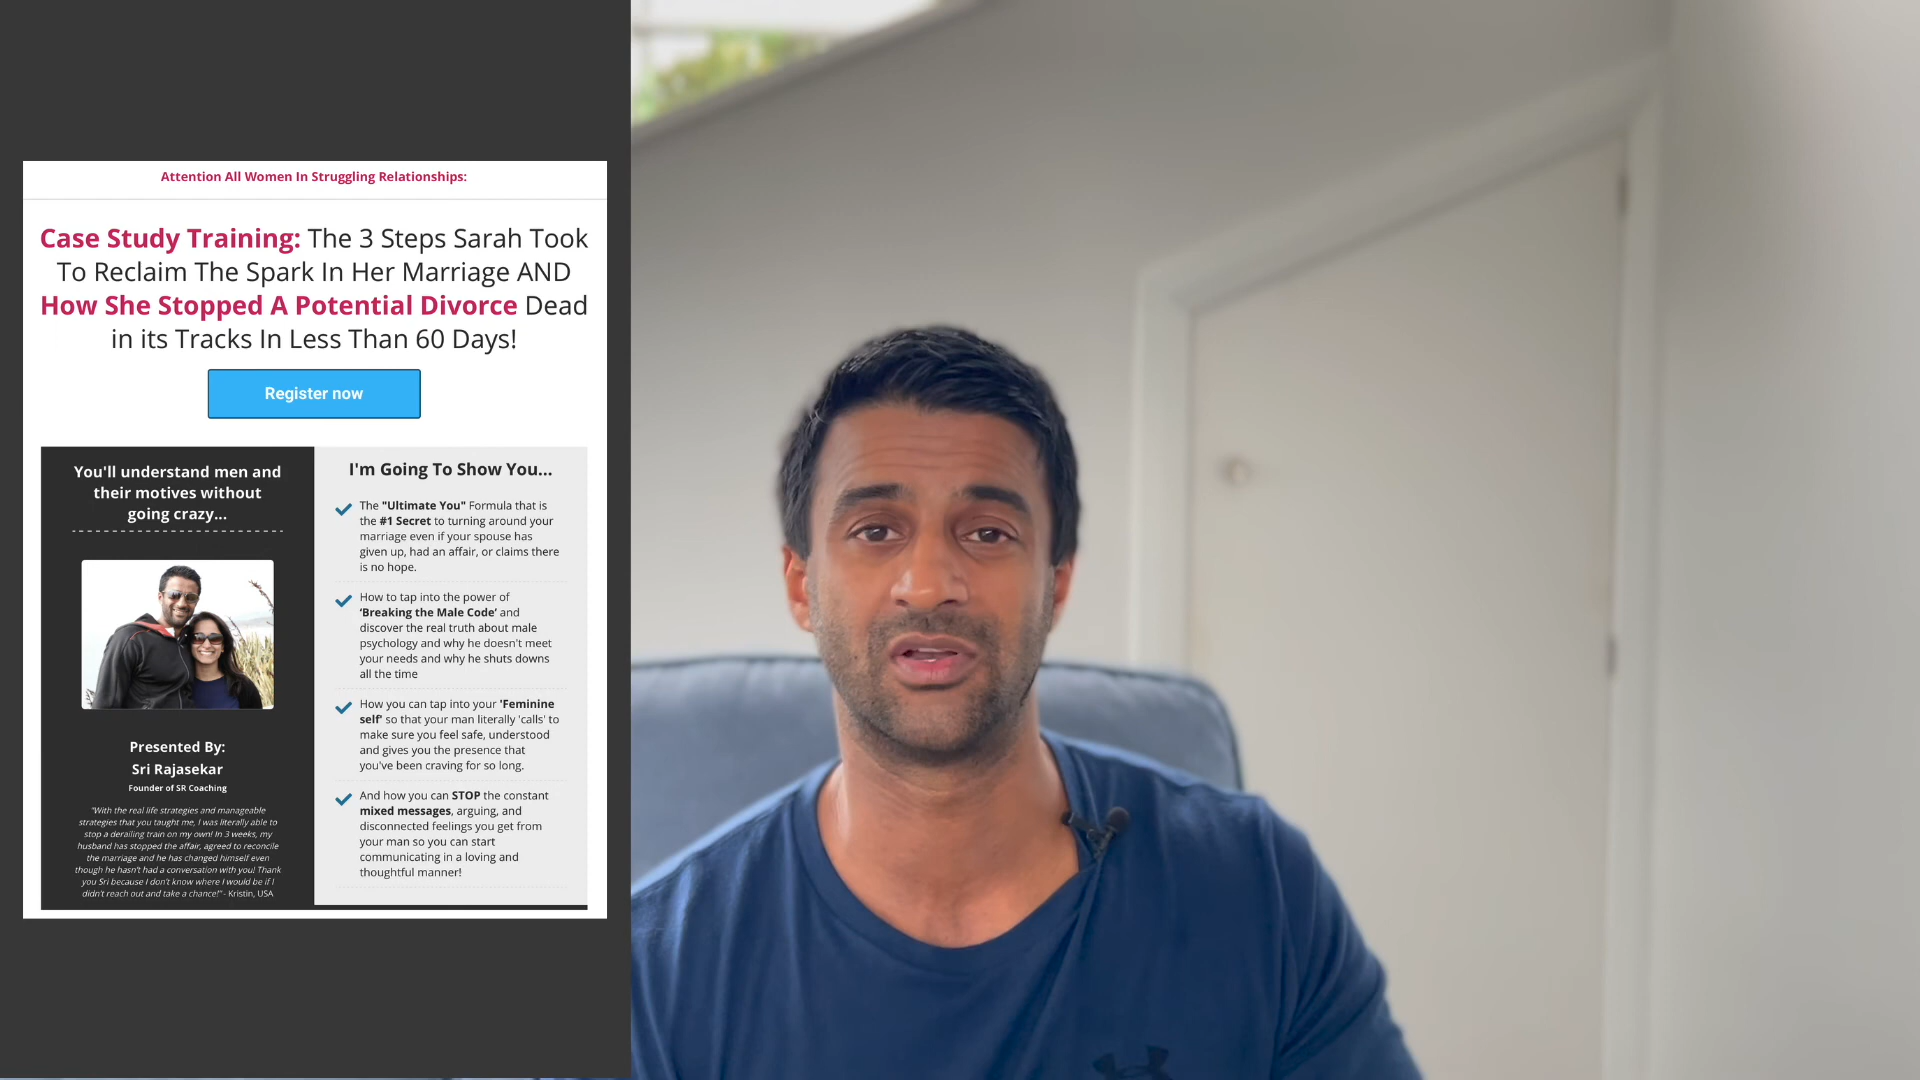 Attention All Women In Struggling Relationships:
Case Study Training: The 3 Steps Sarah Took
To Reclaim The Spark In Her Marriage AND
How She Stopped A Potential Divorce Dead
in its Tracks In Less Than 60 Days!
Register now
You'll understand men and
their motives without
going crazy...
Presented By:
Sri Rajasekar
Founder of SR Coaching
"With the real life strategies and manageable
strategies that you taught me, I was literally able to
stop a derailing train on my own! In 3 weeks, my
husband has stopped the affair, agreed to reconcile
the marriage and he has changed himself even
though he hasn't had a conversation with you! Thank
you Sri because I don't know where I would be if I
didn't reach out and take a chance!" - Kristin, USA
I'm Going To Show You...
The "Ultimate You" Formula that is
the #1 Secret to turning around your
marriage even if your spouse has
given up, had an affair, or claims there
is no hope.
How to tap into the power of
'Breaking the Male Code' and
discover the real truth about male
psychology and why he doesn't meet
your needs and why he shuts downs
all the time
How you can tap into your 'Feminine
self' so that your man literally 'calls' to
make sure you feel safe, understood
and gives you the presence that
you've been craving for so long.
And how you can STOP the constant
mixed messages, arguing, and
disconnected feelings you get from
your man so you can start
communicating in a loving and
thoughtful manner!